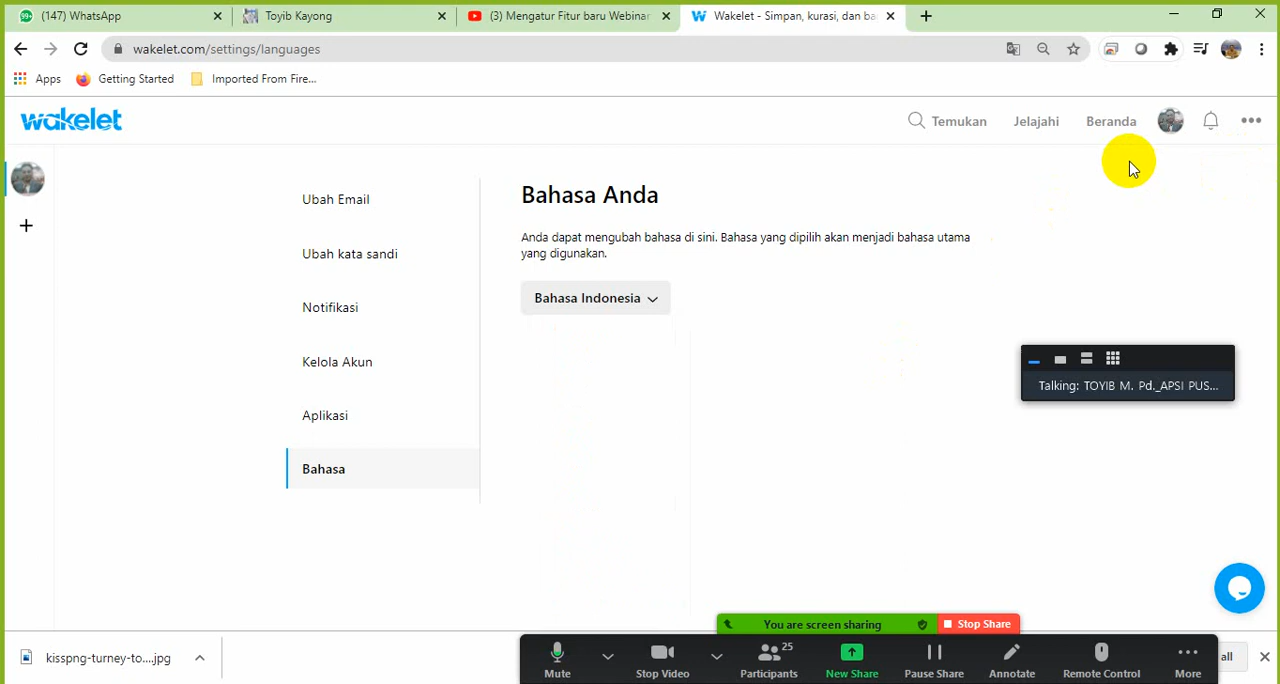 99+
(147) WhatsApp
Toyib Kayong
(3) Mengatur Fitur baru Webinar
Wakelet - Simpan, kurasi, dan ba
wakelet.com/settings/languages
Apps
Getting Started
Imported From Fire...
wakelet
Temukan
Jelajahi
Beranda
Ubah Email
Ubah kata sandi
Notifikasi
Kelola Akun
Aplikasi
Bahasa
Bahasa Anda
Anda dapat mengubah bahasa di sini. Bahasa yang dipilih akan menjadi bahasa utama
yang digunakan.
Bahasa Indonesia
Talking: TOYIB M. Pd._APSI PUS...
You are screen sharing
Stop Share
kisspng-turney-to....jpg
Mute
Stop Video
25
Participants
New Share
Pause Share
Annotate
Remote Control
More
all